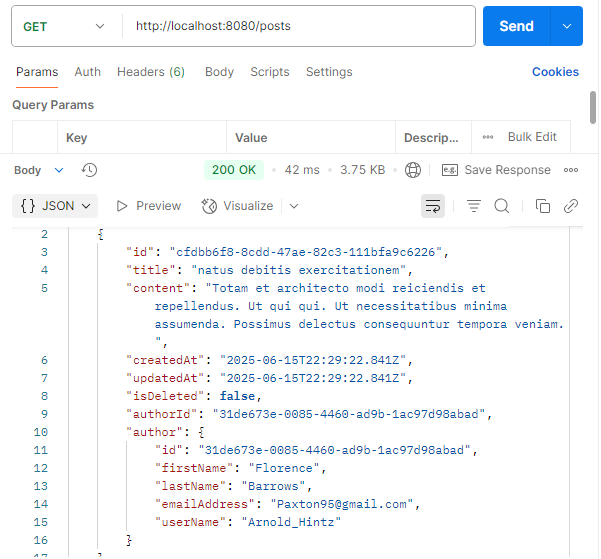 GET http://localhost:8080/posts Send
Params Auth Headers (6) Body Scripts Settings Cookies
Query Params
Key Value Descrip... Bulk Edit
Body 200 OK 42 ms 3.75 KB e.g. Save Response
{} JSON Preview Visualize
2 {
3 "id": "cfdbb6f8-8cdd-47ae-82c3-111bfa9c6226",
4 "title": "natus debitis exercitationem",
5 "content": "Totam et architecto modi reiciendis et
repellendus. Ut qui qui. Ut necessitatibus minima
assumenda. Possimus delectus consequuntur tempora veniam.
",
6 "createdAt": "2025-06-15T22:29:22.841Z",
7 "updatedAt": "2025-06-15T22:29:22.841Z",
8 "isDeleted": false,
9 "authorId": "31de673e-0085-4460-ad9b-1ac97d98abad",
10 "author": {
11 "id": "31de673e-0085-4460-ad9b-1ac97d98abad",
12 "firstName": "Florence",
13 "lastName": "Barrows",
14 "emailAddress": "Paxton95@gmail.com",
15 "userName": "Arnold_Hintz"
16 }